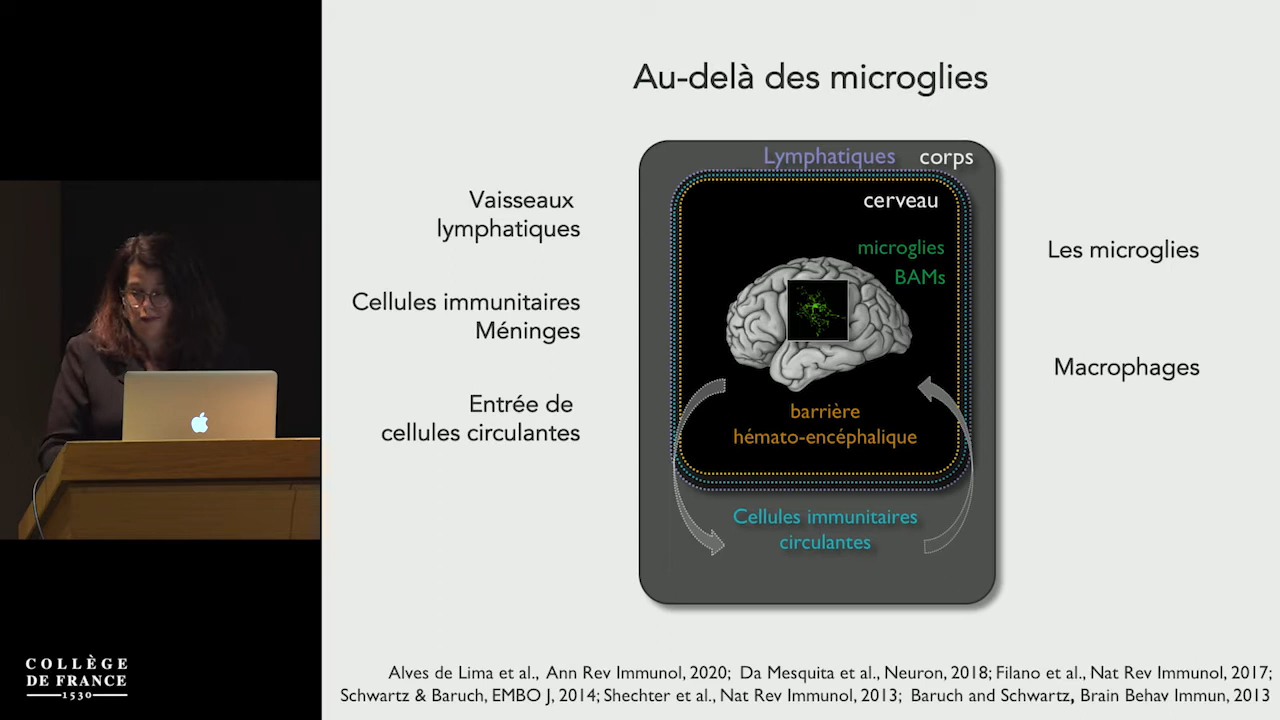 Au-delà des microglies
Lymphatiques corps
cerveau
microglies
BAMs
barrière
hémato-encéphalique
Cellules immunitaires
circulantes
Vaisseaux
lymphatiques
Cellules immunitaires
Méninges
Entrée de
cellules circulantes
Les microglies
Macrophages
Alves de Lima et al., Ann Rev Immunol, 2020; Da Mesquita et al., Neuron, 2018; Filano et al., Nat Rev Immunol, 2017;
Schwartz & Baruch, EMBO J, 2014; Shechter et al., Nat Rev Immunol, 2013; Baruch and Schwartz, Brain Behav Immun, 2013
COLLÈGE
DE FRANCE
1530